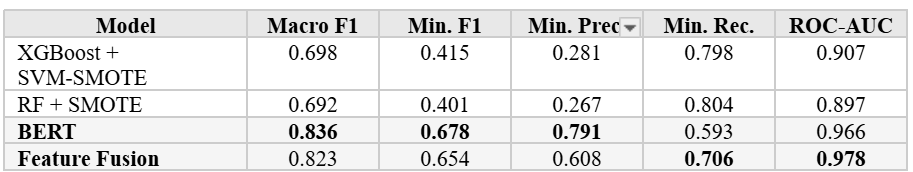 Model Macro F1 Min. F1 Min. Prec Min. Rec. ROC-AUC
XGBoost + 0.698 0.415 0.281 0.798 0.907
SVM-SMOTE
RF + SMOTE 0.692 0.401 0.267 0.804 0.897
BERT 0.836 0.678 0.791 0.593 0.966
Feature Fusion 0.823 0.654 0.608 0.706 0.978